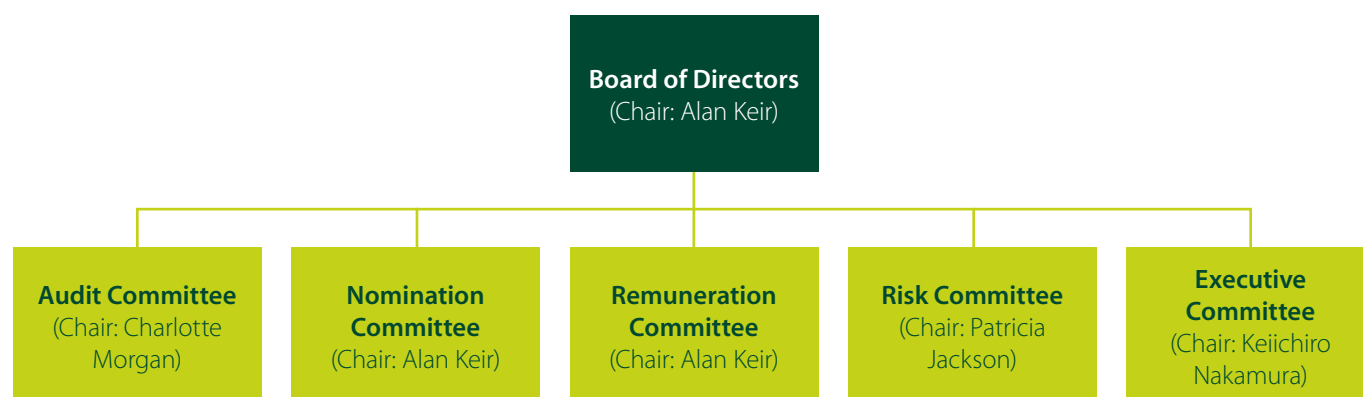 Board of Directors
(Chair: Alan Keir)
Audit Committee
(Chair: Charlotte
Morgan)
Nomination
Committee
(Chair: Alan Keir)
Remuneration
Committee
(Chair: Alan Keir)
Risk Committee
(Chair: Patricia
Jackson)
Executive
Committee
(Chair: Keiichiro
Nakamura)